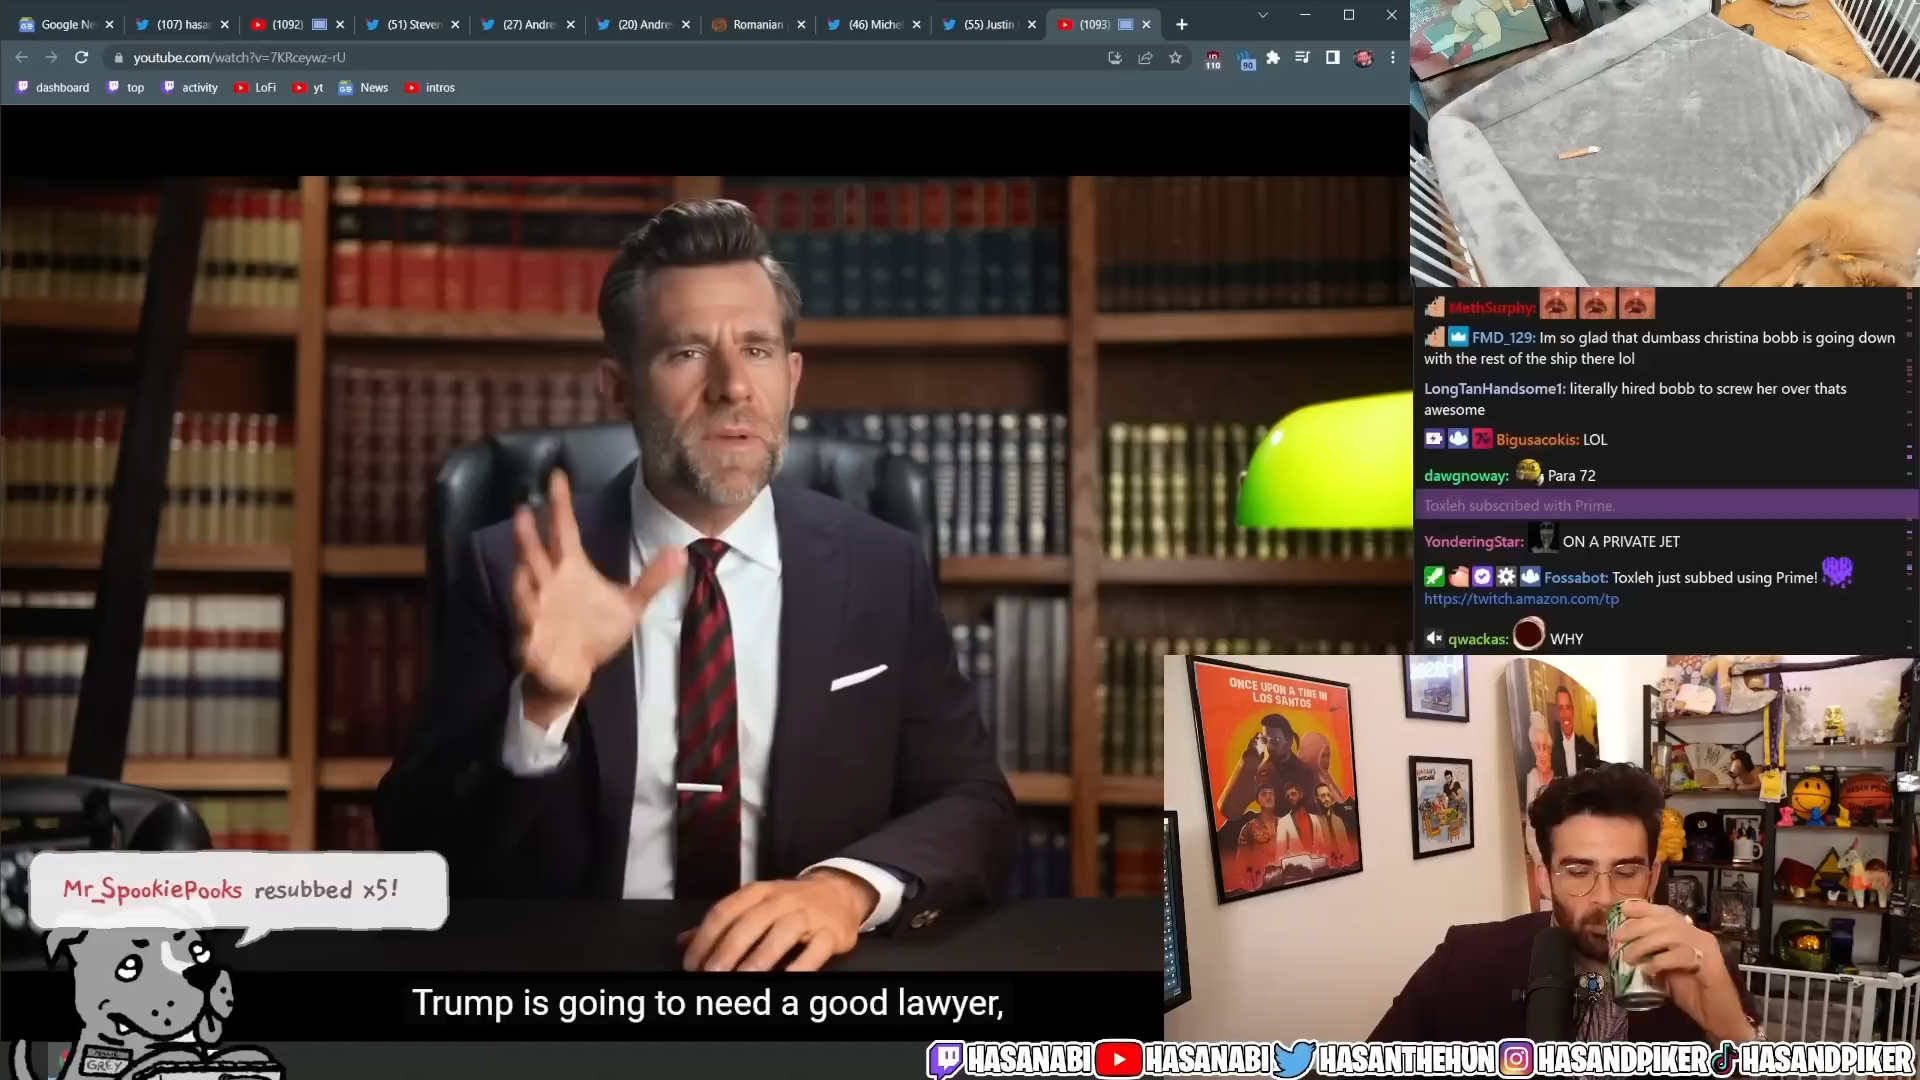 Google Ne
(107) hasa
(1092)
(51) Steven
(27) Andre
(20) Andre
Romanian
(46) Michel
(55) Justin
(1093)
youtube.com/watch?v=7KRceywz-rU
110
90
dashboard
top
activity
LoFi
yt
News
intros
MethSurphy:
FMD_129: Im so glad that dumbass christina bobb is going down
with the rest of the ship there lol
LongTanHandsome1: literally hired bobb to screw her over thats
awesome
Bigusacokis: LOL
dawgnoway: Para 72
Toxleh subscribed with Prime.
YonderingStar: ON A PRIVATE JET
Fossabot: Toxleh just subbed using Prime!
https://twitch.amazon.com/tp
qwackas: WHY
ONCE UPON A TIME IN
LOS SANTOS
Mr_SpookiePooks resubbed x5!
GREY
Trump is going to need a good lawyer,
HASANABI
HASANABI
HASANTHEHUN
HASANDPIKER
HASANDPIKER